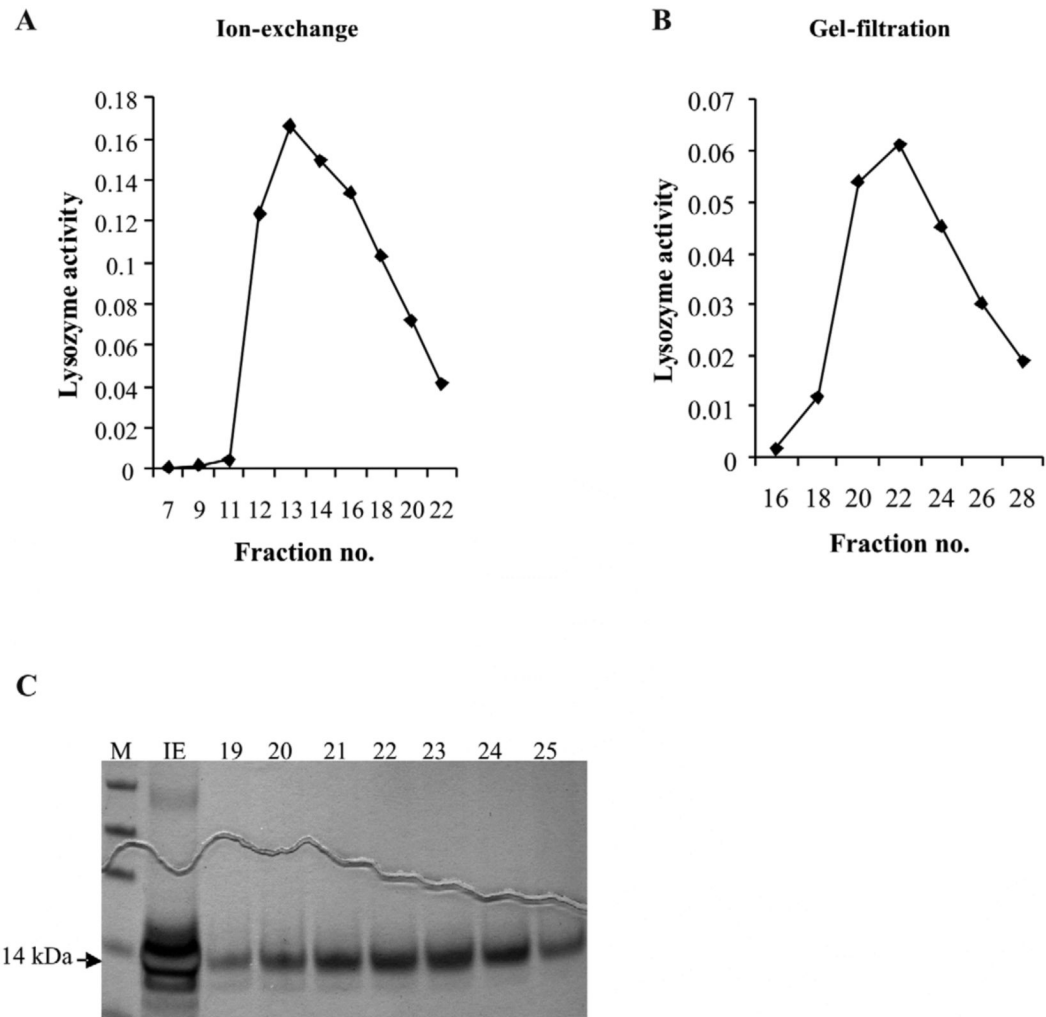 A
Ion-exchange
0.18
0.16
0.14
0.12
0.1
0.08
0.06
0.04
0.02
0
Lysozyme activity
7 9 11 12 13 14 16 18 20 22
Fraction no.
B
Gel-filtration
0.07
0.06
0.05
0.04
0.03
0.02
0.01
0
Lysozyme activity
16 18 20 22 24 26 28
Fraction no.
C
M IE 19 20 21 22 23 24 25
14 kDa